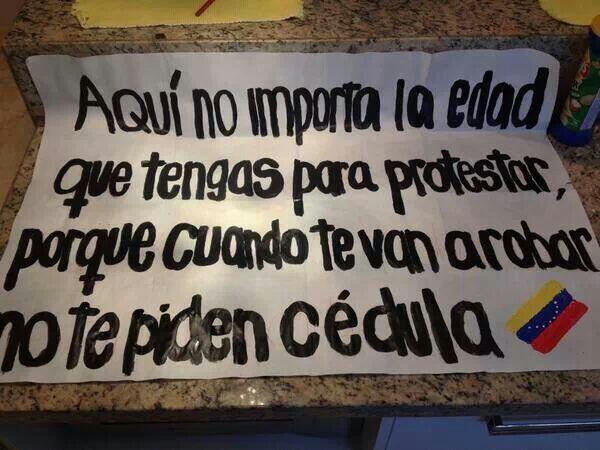 Aquí no importa la edad
que tengas para protestar,
porque cuando te van a robar
no te piden cédula